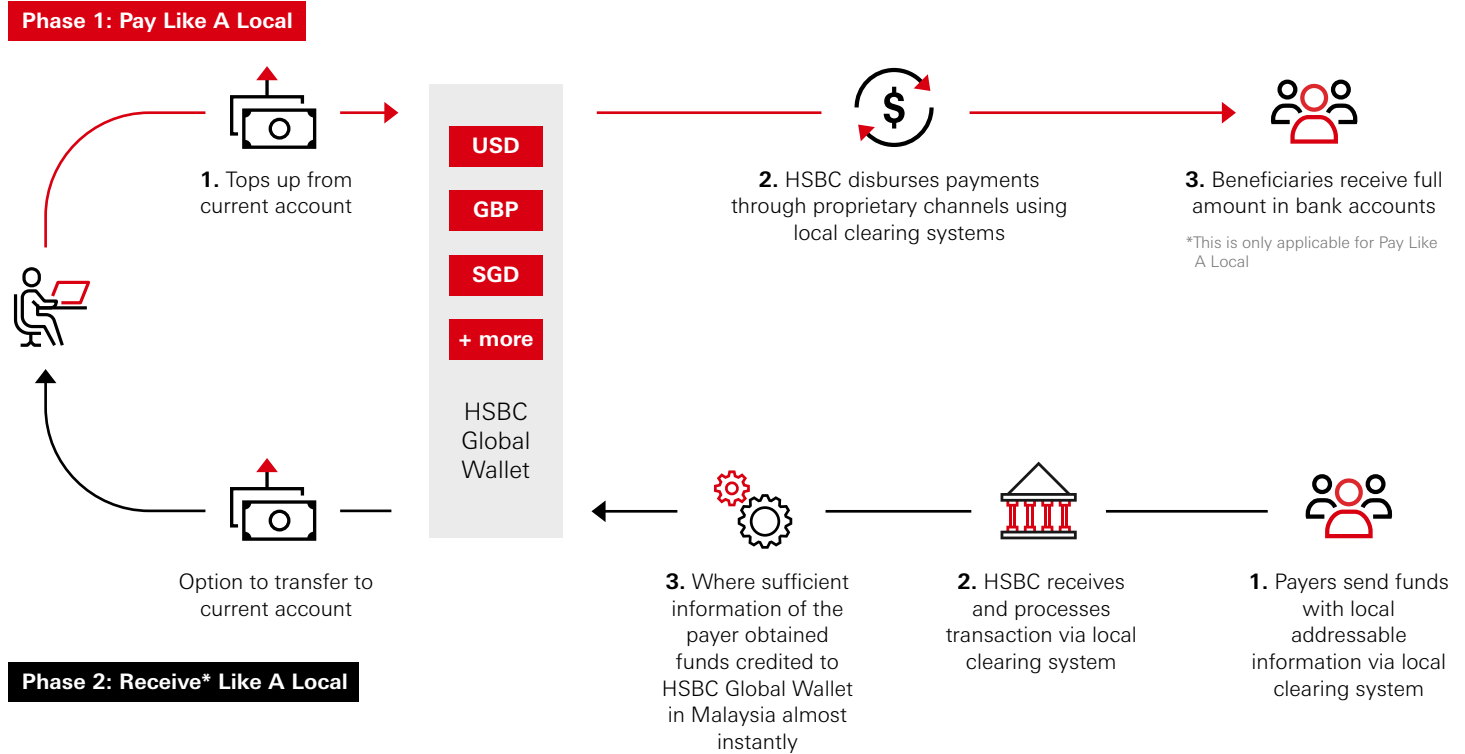 Phase 1: Pay Like A Local
1. Tops up from
current account
USD
GBP
SGD
+ more
HSBC
Global
Wallet
$
2. HSBC disburses payments
through proprietary channels using
local clearing systems
3. Beneficiaries receive full
amount in bank accounts
*This is only applicable for Pay Like
A Local
1. Payers send funds
with local
addressable
information via local
clearing system
2. HSBC receives
and processes
transaction via local
clearing system
3. Where sufficient
information of the
payer obtained
funds credited to
HSBC Global Wallet
in Malaysia almost
instantly
Option to transfer to
current account
Phase 2: Receive* Like A Local